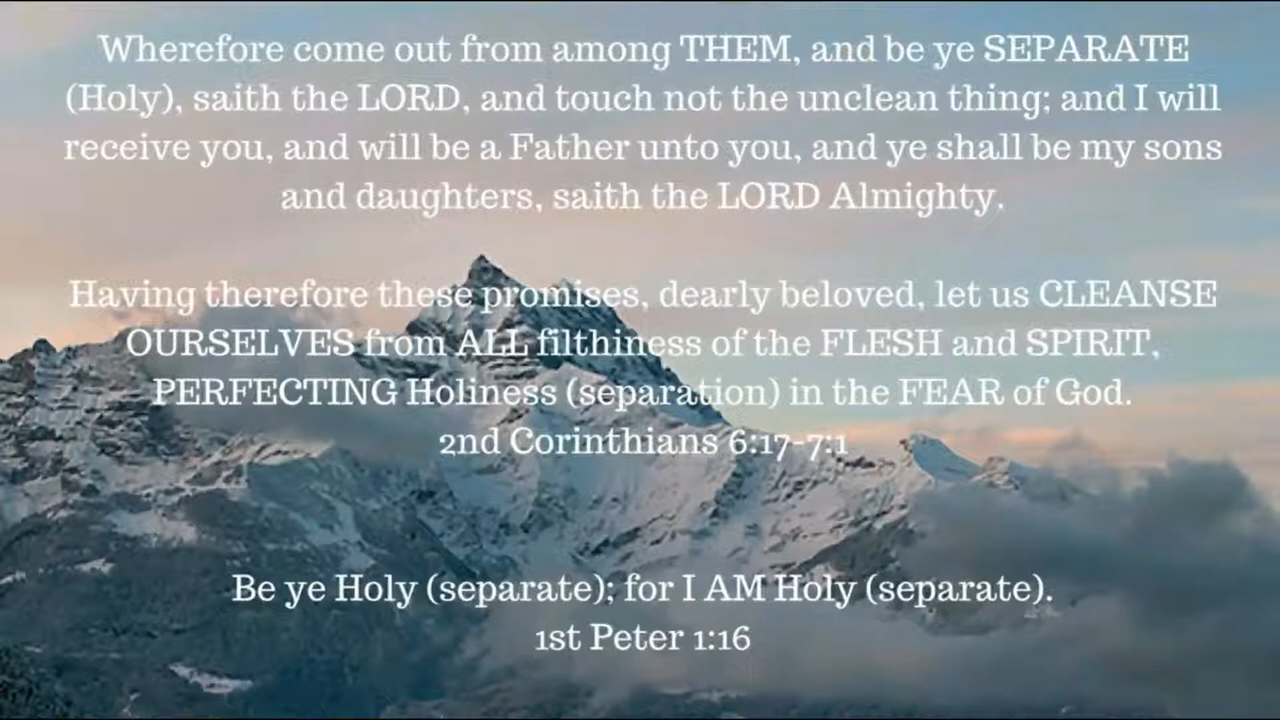 Wherefore come out from among THEM, and be ye SEPARATE
(Holy), saith the LORD, and touch not the unclean thing; and I will
receive you, and will be a Father unto you, and ye shall be my sons
and daughters, saith the LORD Almighty.
Having therefore these promises, dearly beloved, let us CLEANSE
OURSELVES from ALL filthiness of the FLESH and SPIRIT,
PERFECTING Holiness (separation) in the FEAR of God.
2nd Corinthians 6:17-7:1
Be ye Holy (separate); for I AM Holy (separate).
1st Peter 1:16